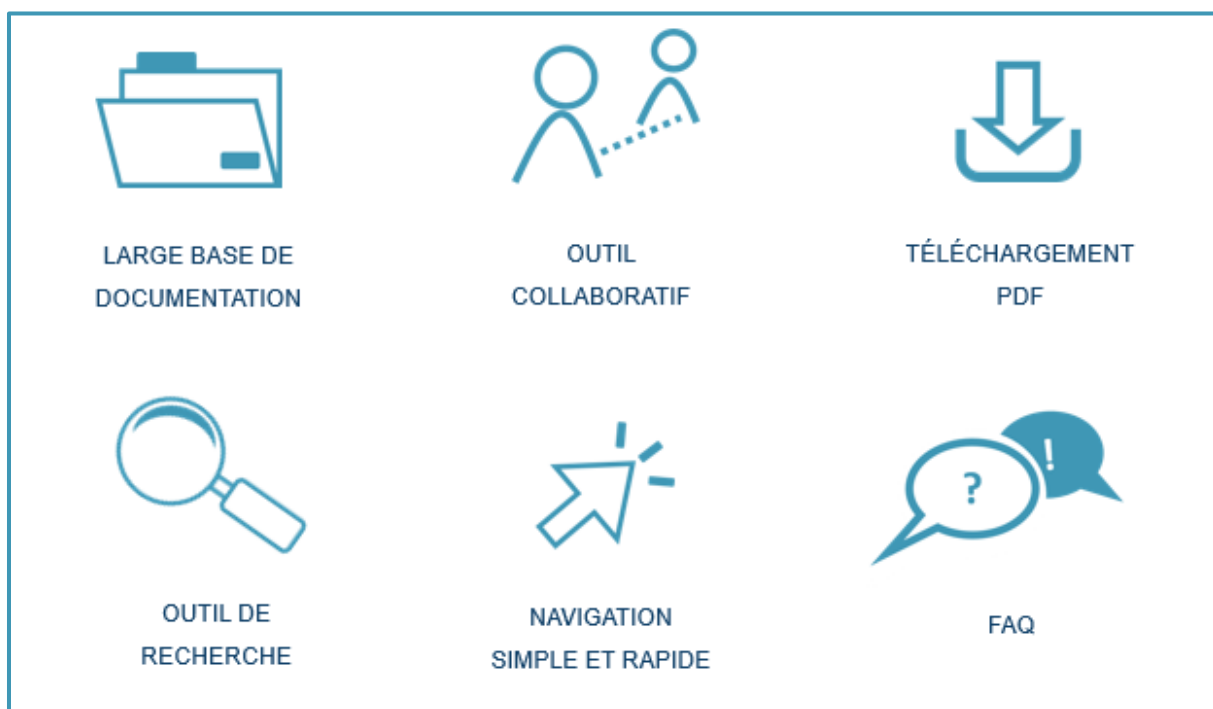 LARGE BASE DE
DOCUMENTATION
OUTIL
COLLABORATIF
TÉLÉCHARGEMENT
PDF
OUTIL DE
RECHERCHE
NAVIGATION
SIMPLE ET RAPIDE
?
!
FAQ